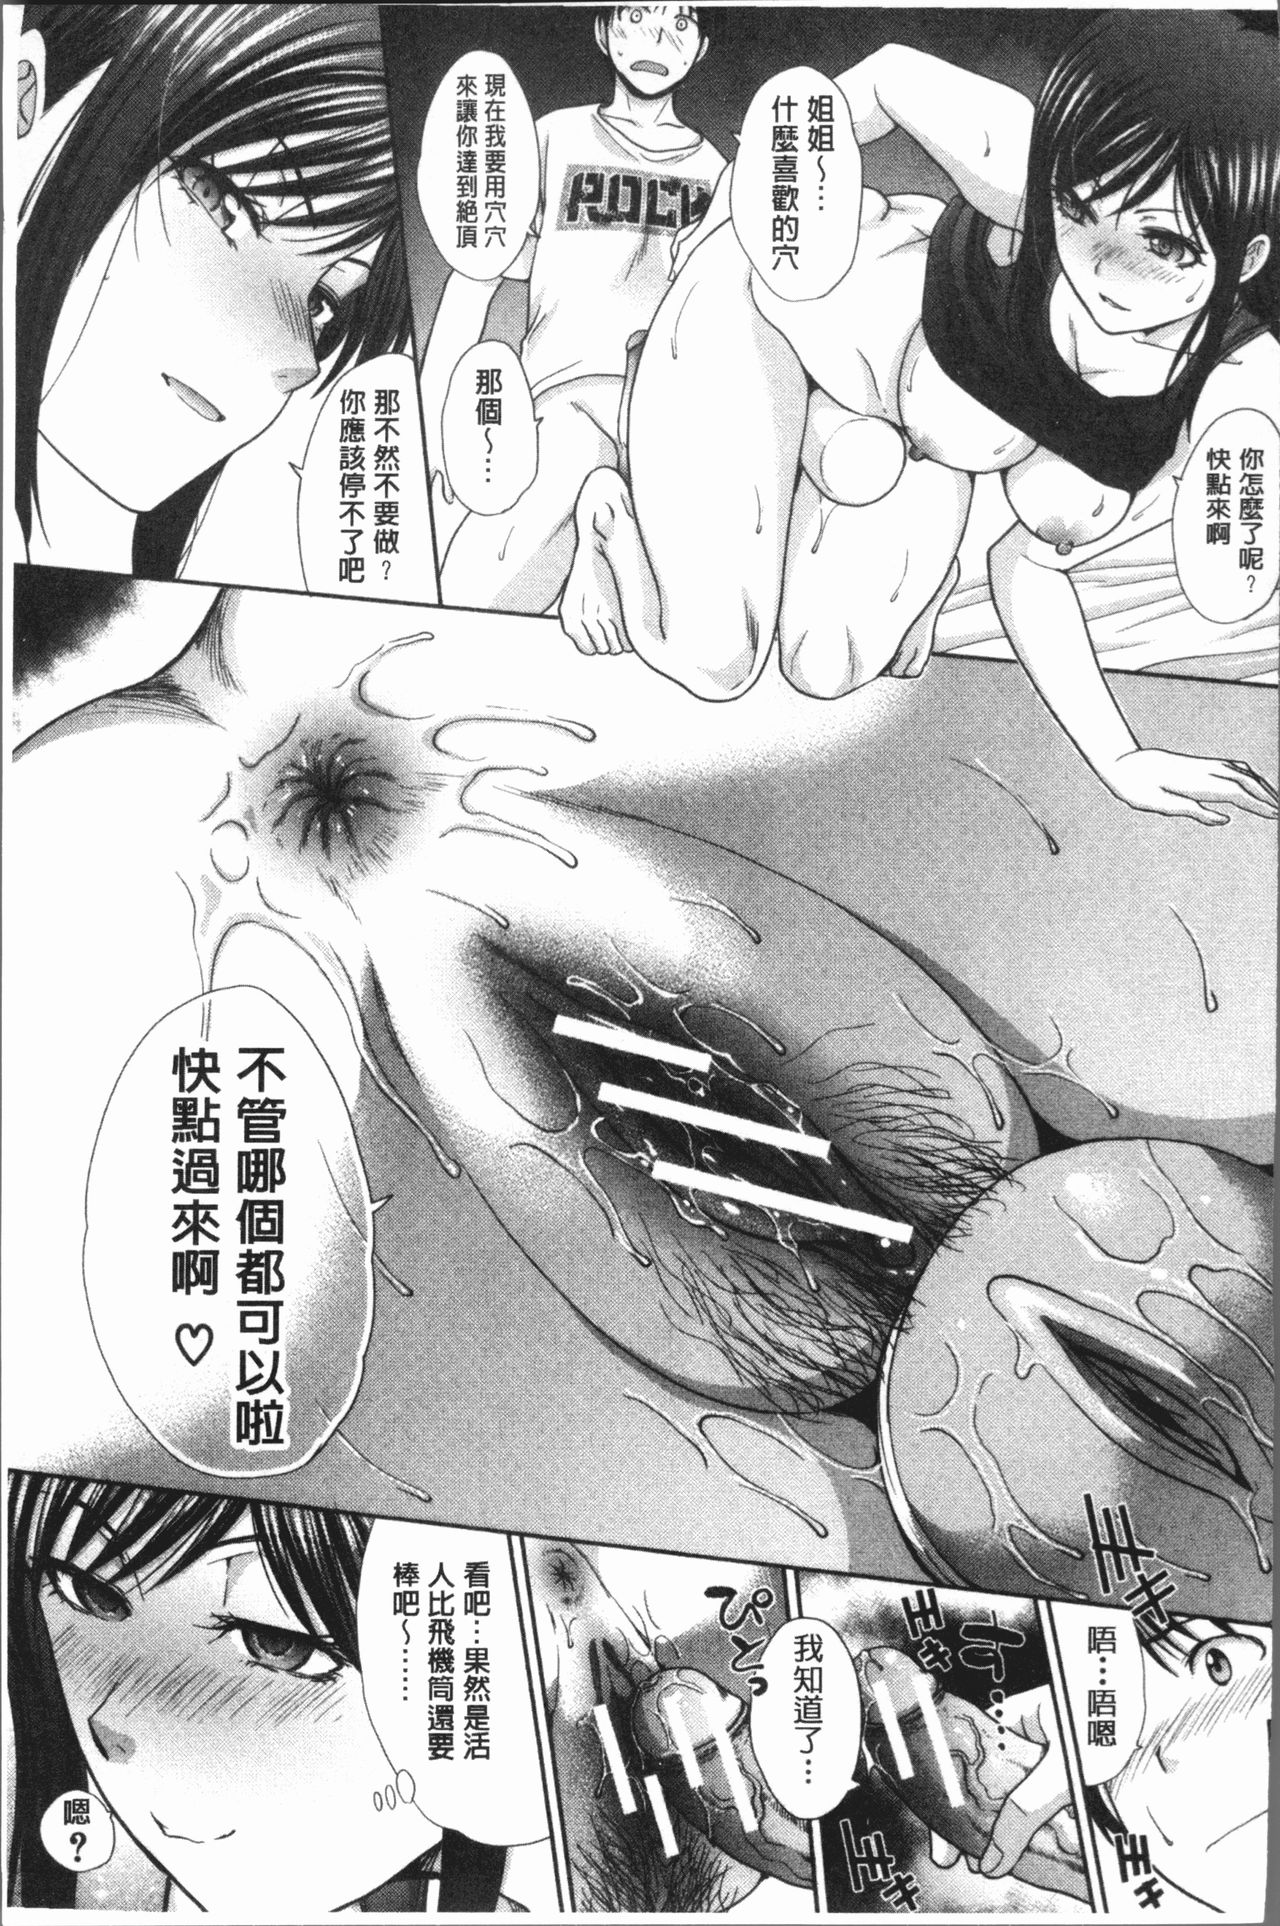 你怎麼了呢?
快點來啊
姐姐～…
什麼喜歡的穴
現在我要用穴穴
來讓你達到絕頂
ROCK
那個～…
那不然不要做?
你應該停不了吧
不管哪個都可以啦
快點過來啊♡
唔…唔嗯
我知道了…
ぴとっ
看吧…果然是活
人比飛機筒還要
棒吧～……
嗯?